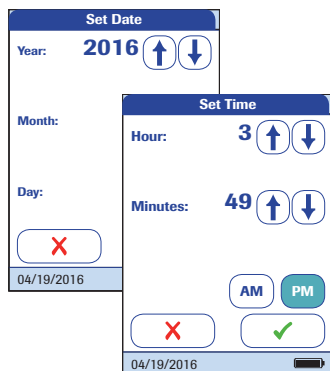 Set Date
Year: 2016
Month:
Day:
04/19/2016
Set Time
Hour: 3
Minutes: 49
AM PM
04/19/2016